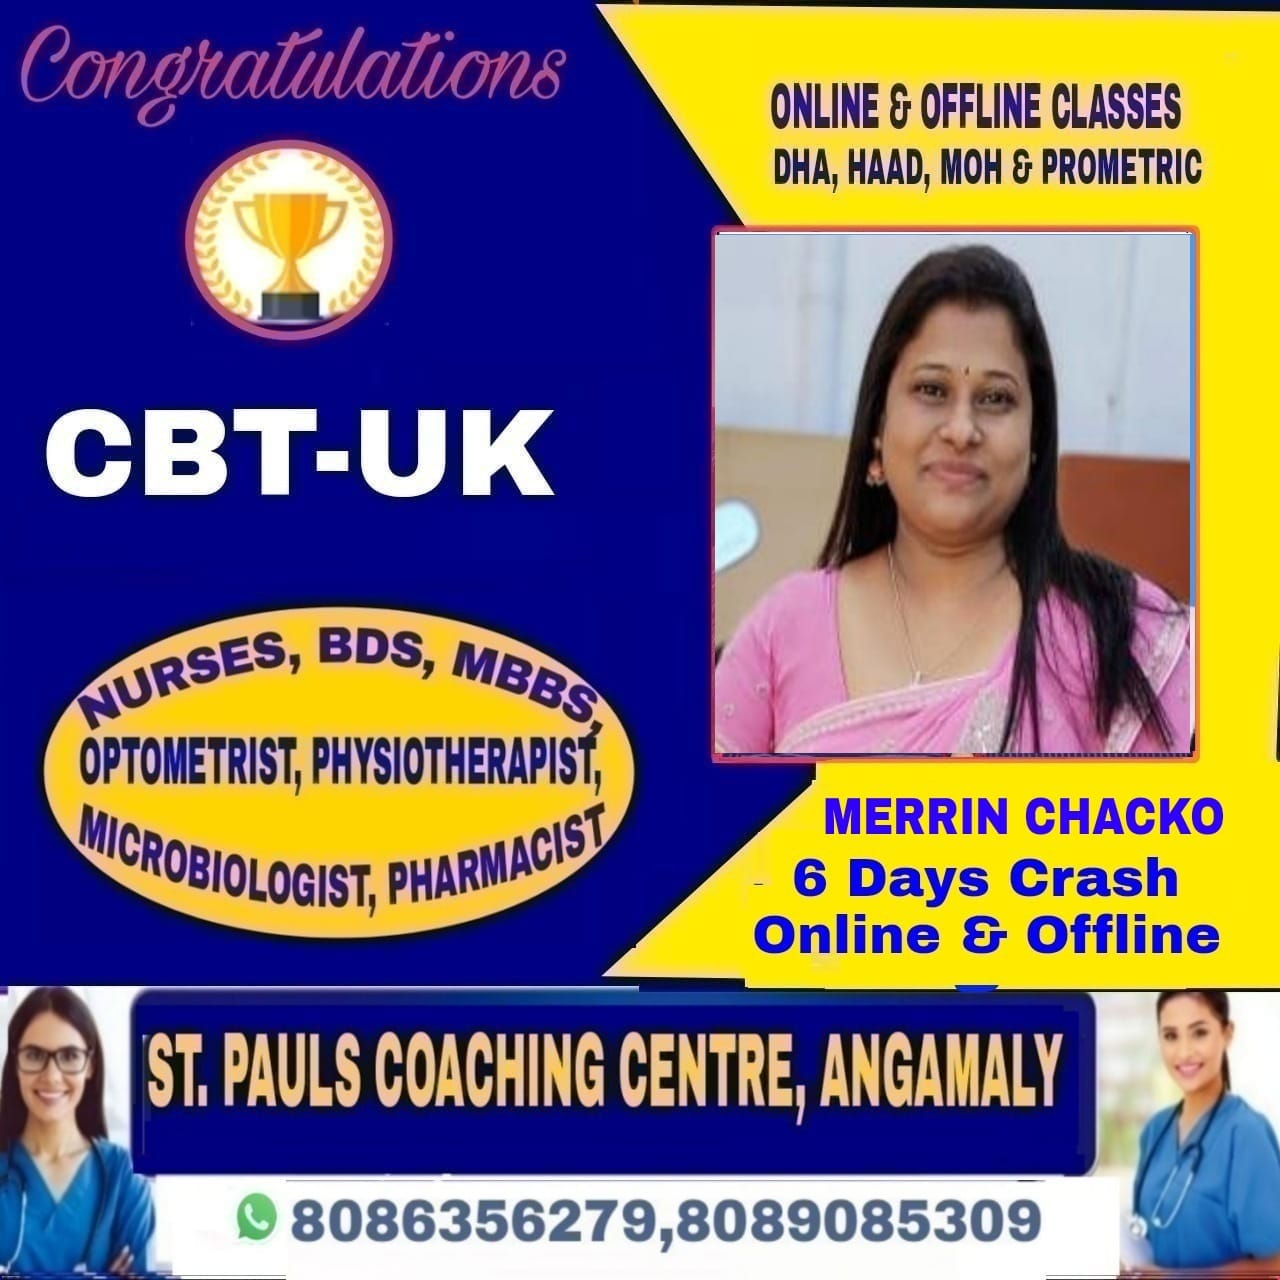 Congratulations
ONLINE & OFFLINE CLASSES
DHA, HAAD, MOH & PROMETRIC
CBT-UK
NURSES, BDS, MBBS,
OPTOMETRIST, PHYSIOTHERAPIST,
MICROBIOLOGIST, PHARMACIST
MERRIN CHACKO
- 6 Days Crash
Online & Offline
ST. PAULS COACHING CENTRE, ANGAMALY
8086356279,8089085309